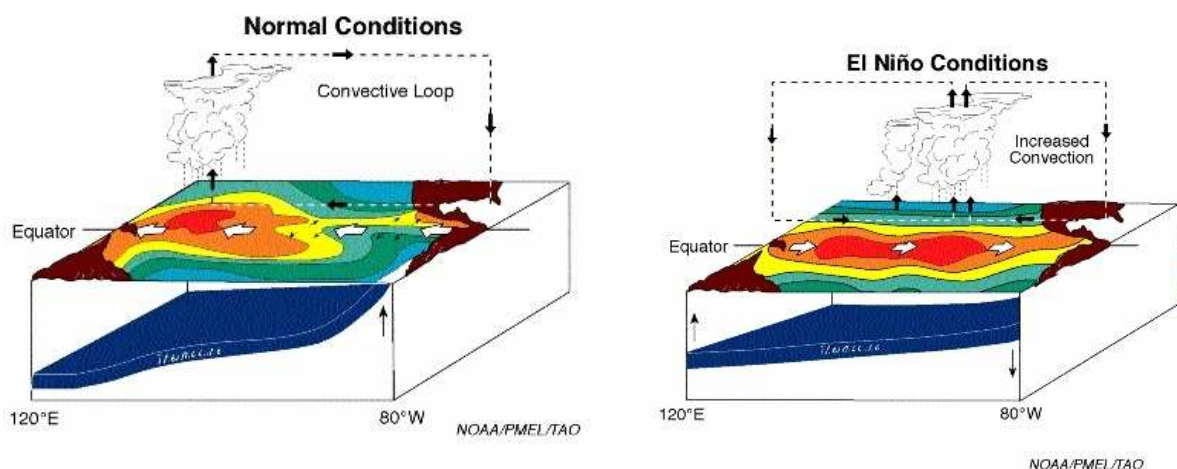 Normal Conditions
Convective Loop
Equator
120°E
80°W
NOAA/PMEL/TAO
El Niño Conditions
Increased
Convection
Equator
120°E
80°W
NOAA/PMEL/TAO